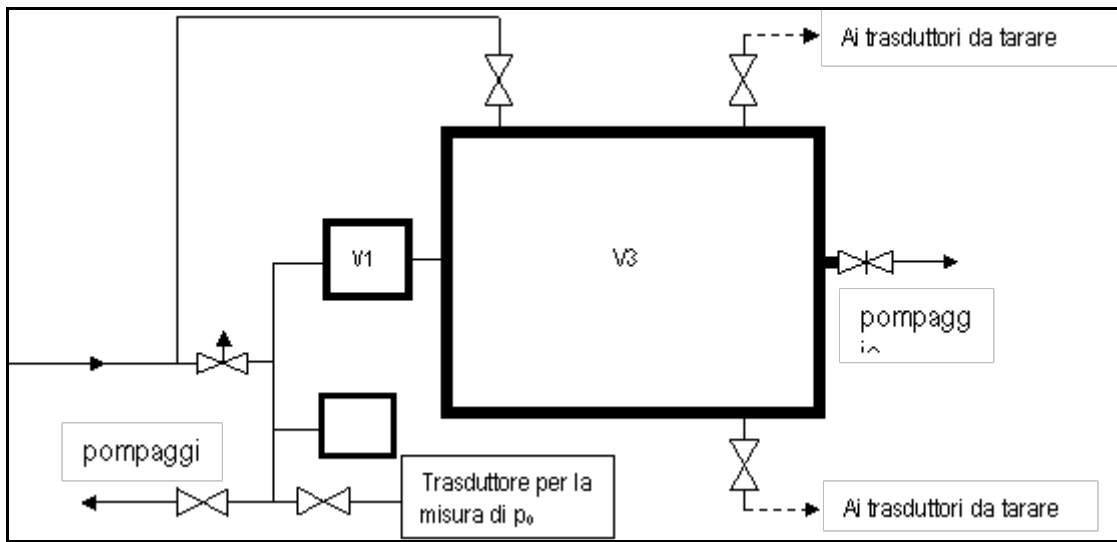 Ai trasduttori da tarare
V1
V3
pompagg
pompaggi
Trasduttore per la
misura di p₀
Ai trasduttori da tarare